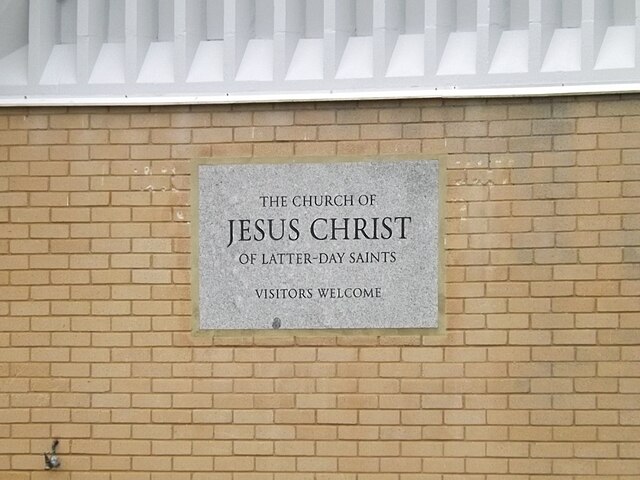 THE CHURCH OF
JESUS CHRIST
OF LATTER-DAY SAINTS
VISITORS WELCOME